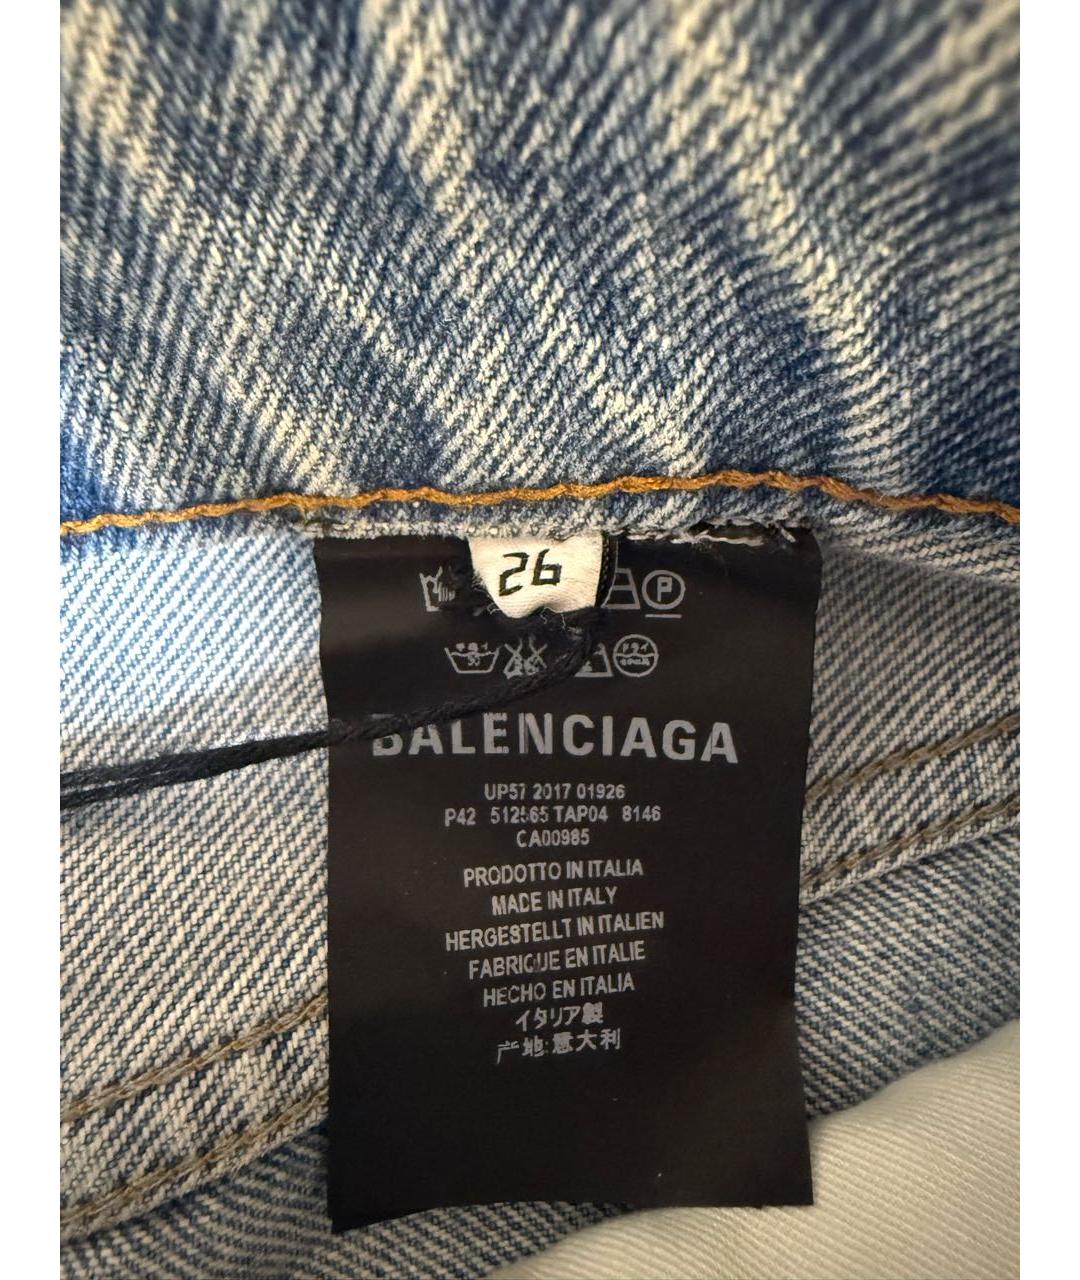 26
P
BALENCIAGA
UP57 2017 01926
P42 512565 TAP04 8146
CA00985
PRODOTTO IN ITALIA
MADE IN ITALY
HERGESTELLT IN ITALIEN
FABRIQUE EN ITALIE
HECHO EN ITALIA
イタリア製
产地:意大利